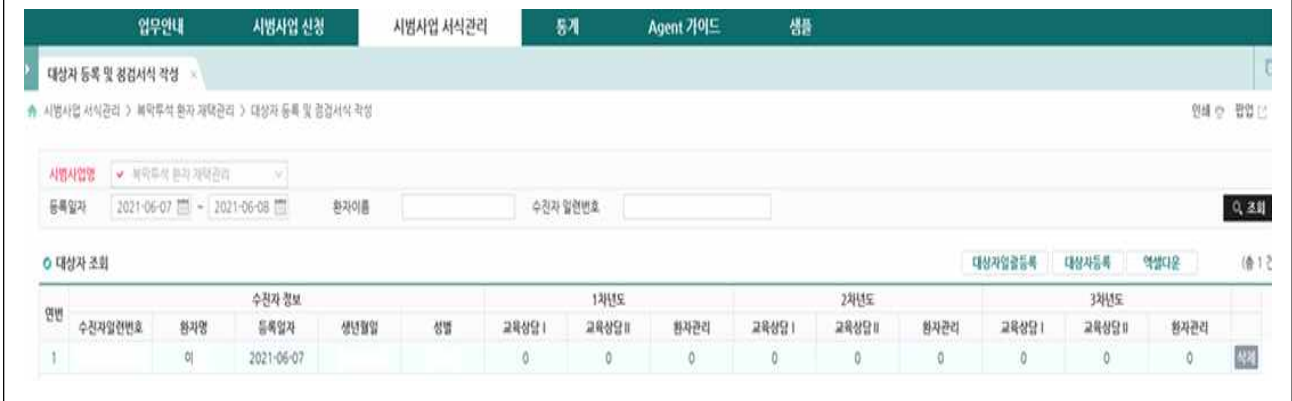 업무안내 시범사업 신청 시범사업 서식관리 통계 Agent 가이드 샘플
대상자 등록 및 점검서식 작성 ×
시범사업 서식관리 > 복막투석 환자 재택관리 > 대상자 등록 및 점검서식 작성 인쇄 팝업
시범사업명 복막투석 환자 재택관리
등록일자 2021-06-07 ~ 2021-06-08 환자이름 수진자 일련번호 조회
대상자 조회 대상자일괄등록 대상자등록 엑셀다운 (총 1 건
연번 수진자 정보 1차년도 2차년도 3차년도
수진자일련번호 환자명 등록일자 생년월일 성별 교육상담 I 교육상담 II 환자관리 교육상담 I 교육상담 II 환자관리 교육상담 I 교육상담 II 환자관리
1 이 2021-06-07 0 0 0 0 0 0 0 0 0 삭제